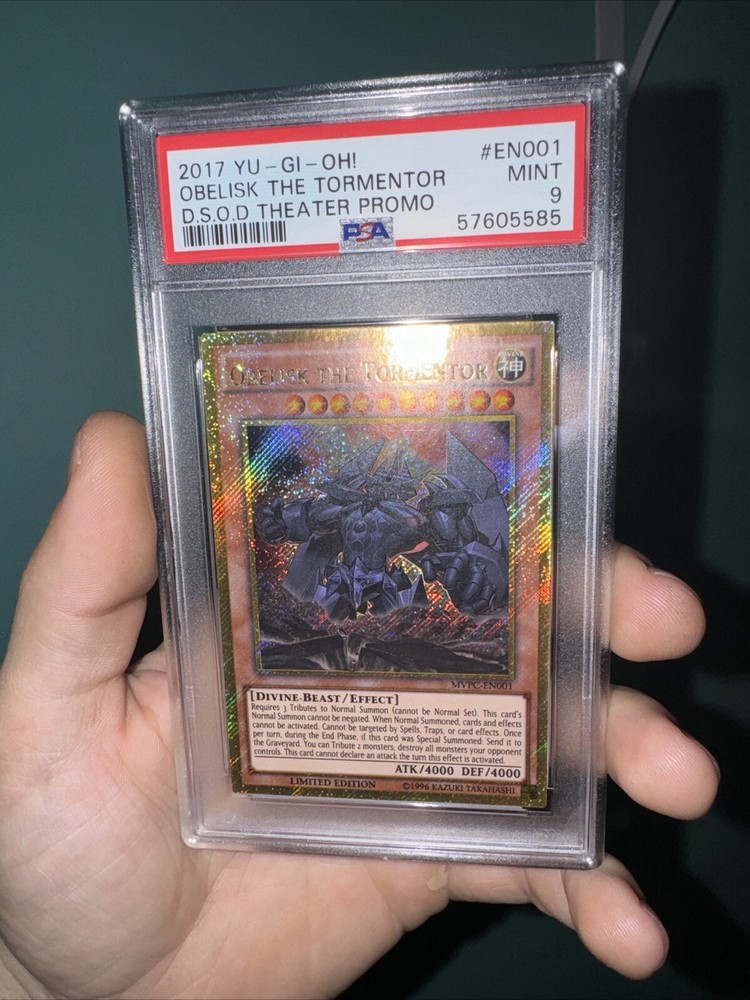 2017 YU-GI-OH!
#EN001
OBELISK THE TORMENTOR
MINT
D.S.O.D THEATER PROMO
9
PSA
57605585
OBELISK THE TORMENTOR
神
MVPC-EN001
[DIVINE-BEAST/EFFECT]
Requires 3 Tributes to Normal Summon (cannot be Normal Set). This card's
Normal Summon cannot be negated. When Normal Summoned, cards and effects
cannot be activated. Cannot be targeted by Spells, Traps, or card effects. Once
per turn, during the End Phase, if this card was Special Summoned: Send it to
the Graveyard. You can Tribute 2 monsters; destroy all monsters your opponent
controls. This card cannot declare an attack the turn this effect is activated.
ATK/4000 DEF/4000
LIMITED EDITION
©1996 KAZUKI TAKAHASHI